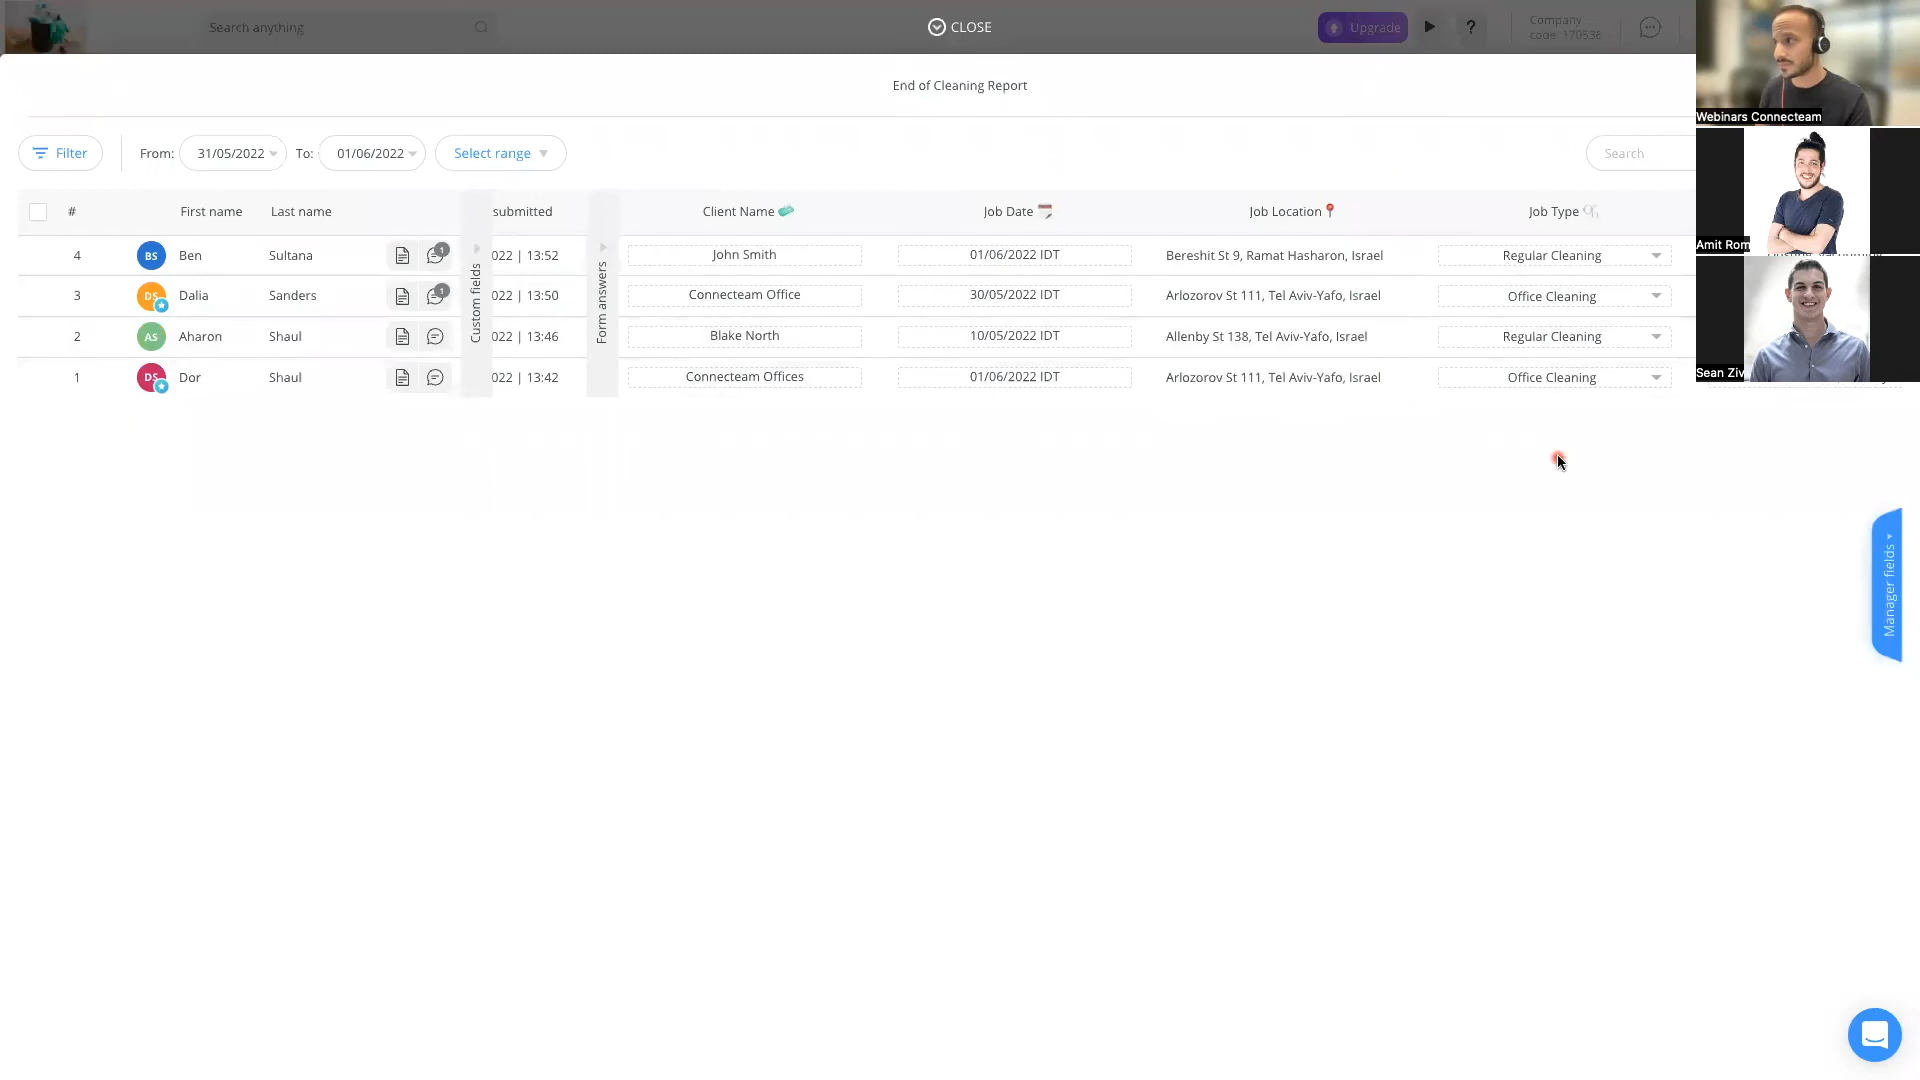 Search anything
CLOSE
Upgrade
?
Company
code: 170536
End of Cleaning Report
Filter
From: 31/05/2022 To: 01/06/2022 Select range
Search
# First name Last name submitted Client Name Job Date Job Location Job Type
Custom fields
Form answers
4 BS Ben Sultana 1 022 | 13:52 John Smith 01/06/2022 IDT Bereshit St 9, Ramat Hasharon, Israel Regular Cleaning
3 DS Dalia Sanders 1 022 | 13:50 Connecteam Office 30/05/2022 IDT Arlozorov St 111, Tel Aviv-Yafo, Israel Office Cleaning
2 AS Aharon Shaul 022 | 13:46 Blake North 10/05/2022 IDT Allenby St 138, Tel Aviv-Yafo, Israel Regular Cleaning
1 DS Dor Shaul 022 | 13:42 Connecteam Offices 01/06/2022 IDT Arlozorov St 111, Tel Aviv-Yafo, Israel Office Cleaning
Webinars Connecteam
Amit Rom
Sean Ziv
Manager fields